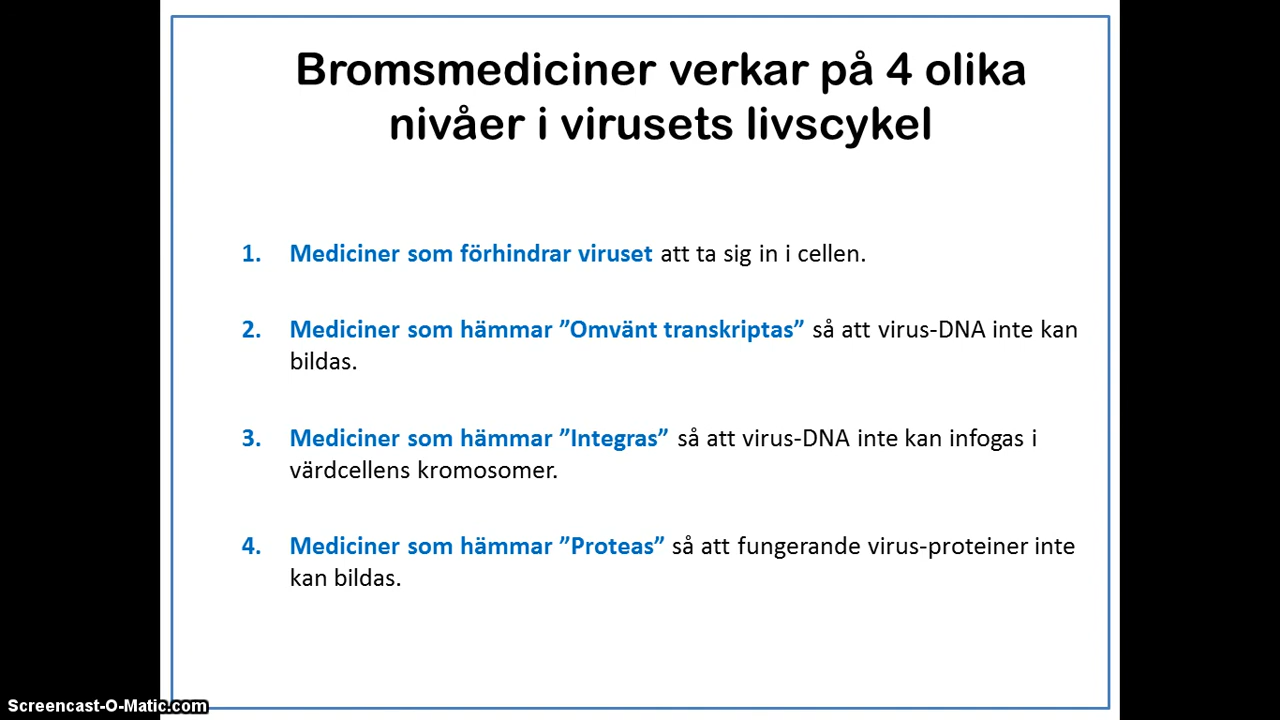 Bromsmediciner verkar på 4 olika
nivåer i virusets livscykel
1. Mediciner som förhindrar viruset att ta sig in i cellen.
2. Mediciner som hämmar ”Omvänt transkriptas” så att virus-DNA inte kan
bildas.
3. Mediciner som hämmar ”Integras” så att virus-DNA inte kan infogas i
värdcellens kromosomer.
4. Mediciner som hämmar ”Proteas” så att fungerande virus-proteiner inte
kan bildas.
Screencast-O-Matic.com